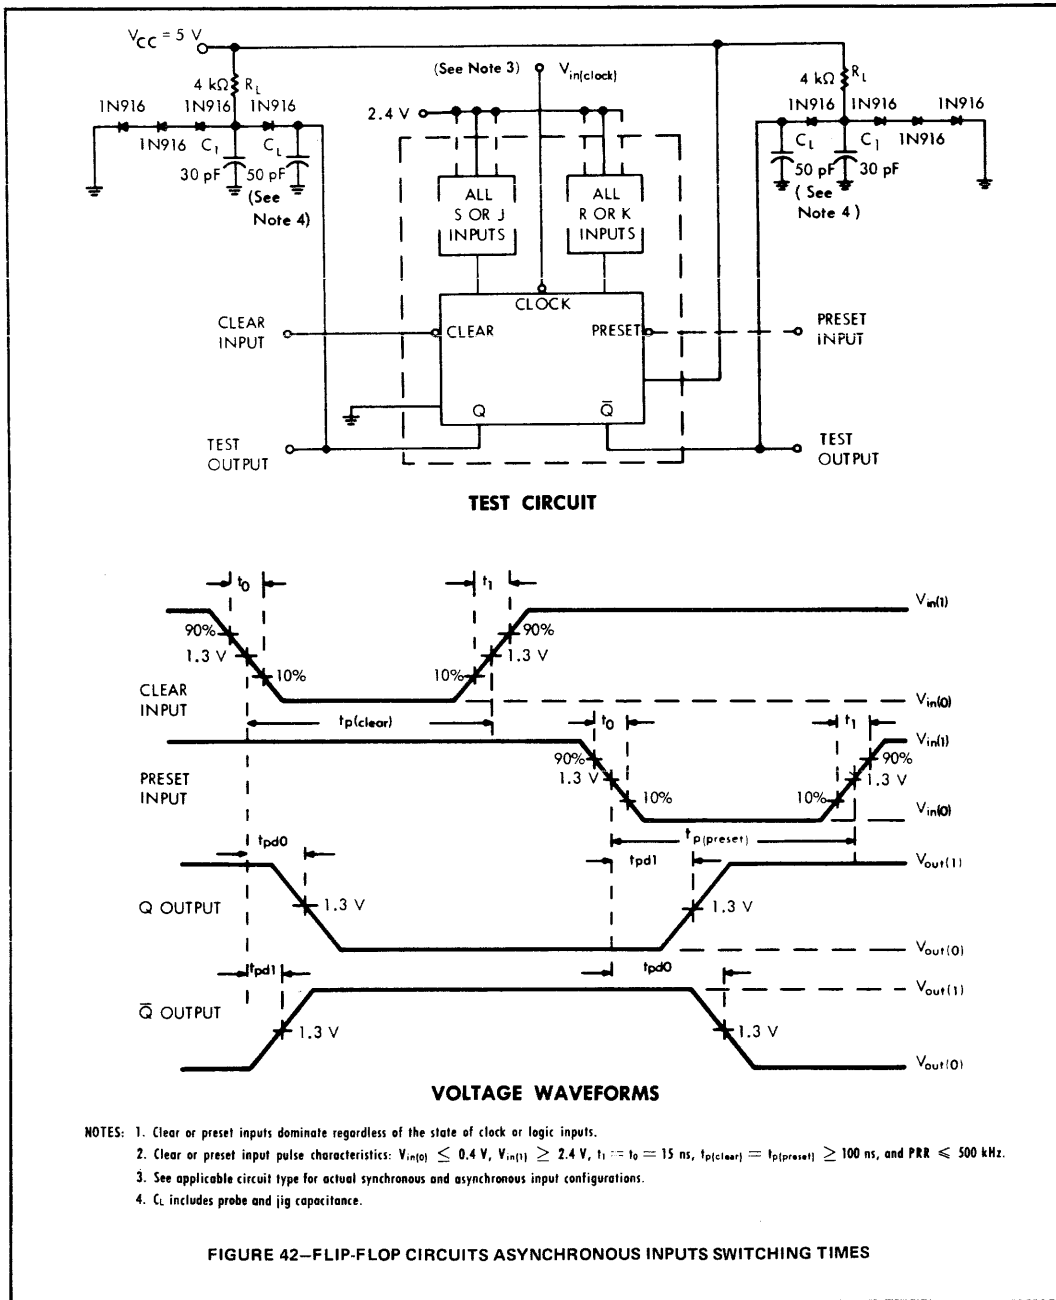 V_CC = 5 V
(See Note 3)
V_in(clock)
4 kΩ R_L
4 kΩ R_L
1N916 1N916 1N916
2.4 V
1N916 1N916 1N916
1N916 C_1 C_L
C_L C_1 1N916
30 pF 50 pF
50 pF 30 pF
(See
Note 4)
( See
Note 4 )
ALL
S OR J
INPUTS
ALL
R OR K
INPUTS
CLOCK
CLEAR
INPUT
CLEAR
PRESET
PRESET
INPUT
Q
Q̅
TEST
OUTPUT
TEST
OUTPUT
TEST CIRCUIT
t0
t1
V_in(1)
90%
1.3 V
10%
90%
1.3 V
10%
CLEAR
INPUT
V_in(0)
t_p(clear)
t0
t1
V_in(1)
PRESET
INPUT
90%
1.3 V
10%
90%
1.3 V
10%
V_in(0)
t_p(preset)
t_pd0
t_pd1
V_out(1)
Q OUTPUT
1.3 V
1.3 V
V_out(0)
t_pd1
t_pd0
V_out(1)
Q̅ OUTPUT
1.3 V
1.3 V
V_out(0)
VOLTAGE WAVEFORMS
NOTES: 1. Clear or preset inputs dominate regardless of the state of clock or logic inputs.
2. Clear or preset input pulse characteristics: V_in(0) ≤ 0.4 V, V_in(1) ≥ 2.4 V, t_1 = t_0 = 15 ns, t_p(clear) = t_p(preset) ≥ 100 ns, and PRR ≤ 500 kHz.
3. See applicable circuit type for actual synchronous and asynchronous input configurations.
4. C_L includes probe and jig capacitance.
FIGURE 42–FLIP-FLOP CIRCUITS ASYNCHRONOUS INPUTS SWITCHING TIMES